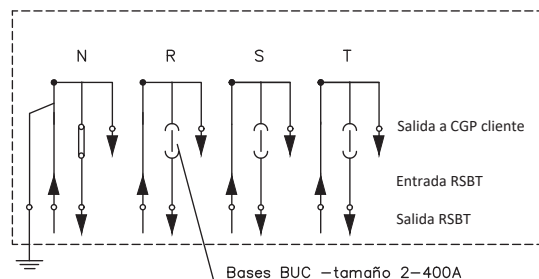 N R S T
Salida a CGP cliente
Entrada RSBT
Salida RSBT
Bases BUC –tamaño 2–400A